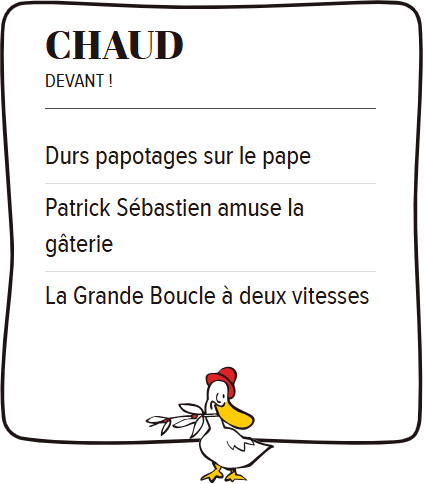 CHAUD
DEVANT !
Durs papotages sur le pape
Patrick Sébastien amuse la
gâterie
La Grande Boucle à deux vitesses